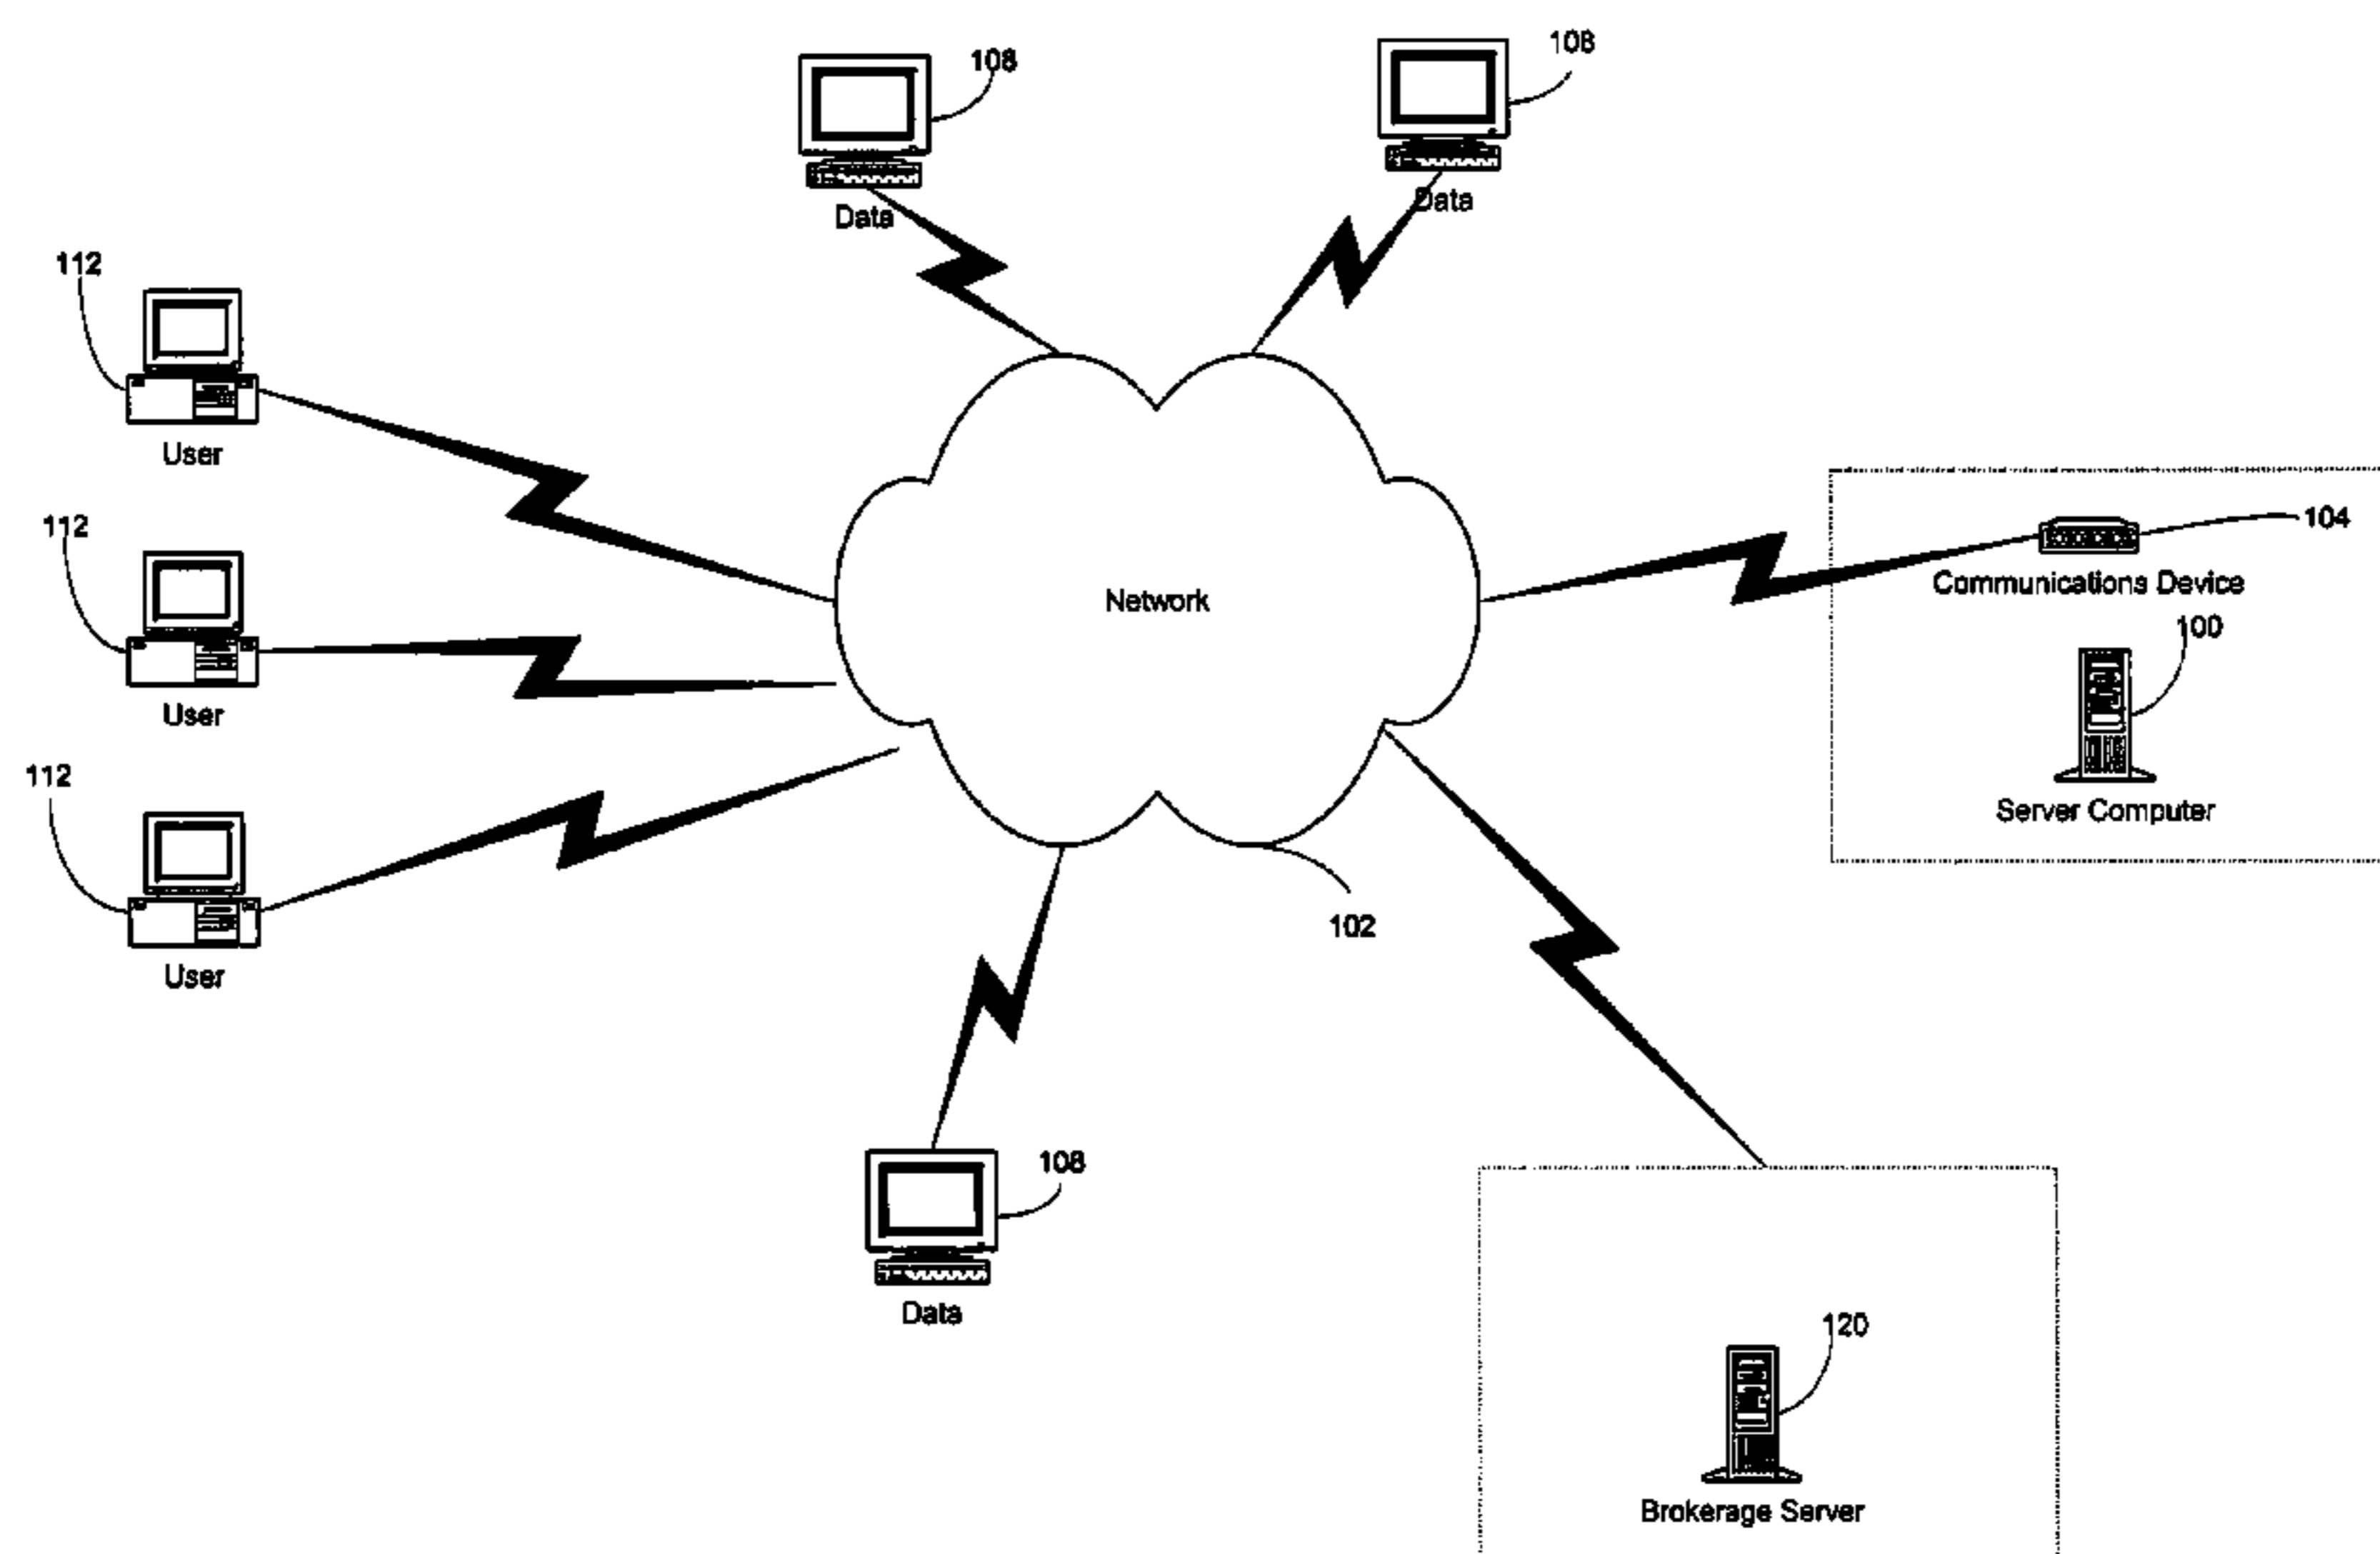 108
108
Data
Data
112
User
112
User
112
User
Network
104
Communications Device
100
Server Computer
102
108
Data
120
Brokerage Server